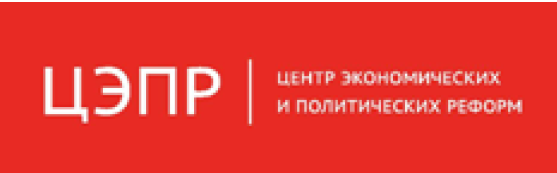 ЦЭПР
ЦЕНТР ЭКОНОМИЧЕСКИХ
И ПОЛИТИЧЕСКИХ РЕФОРМ